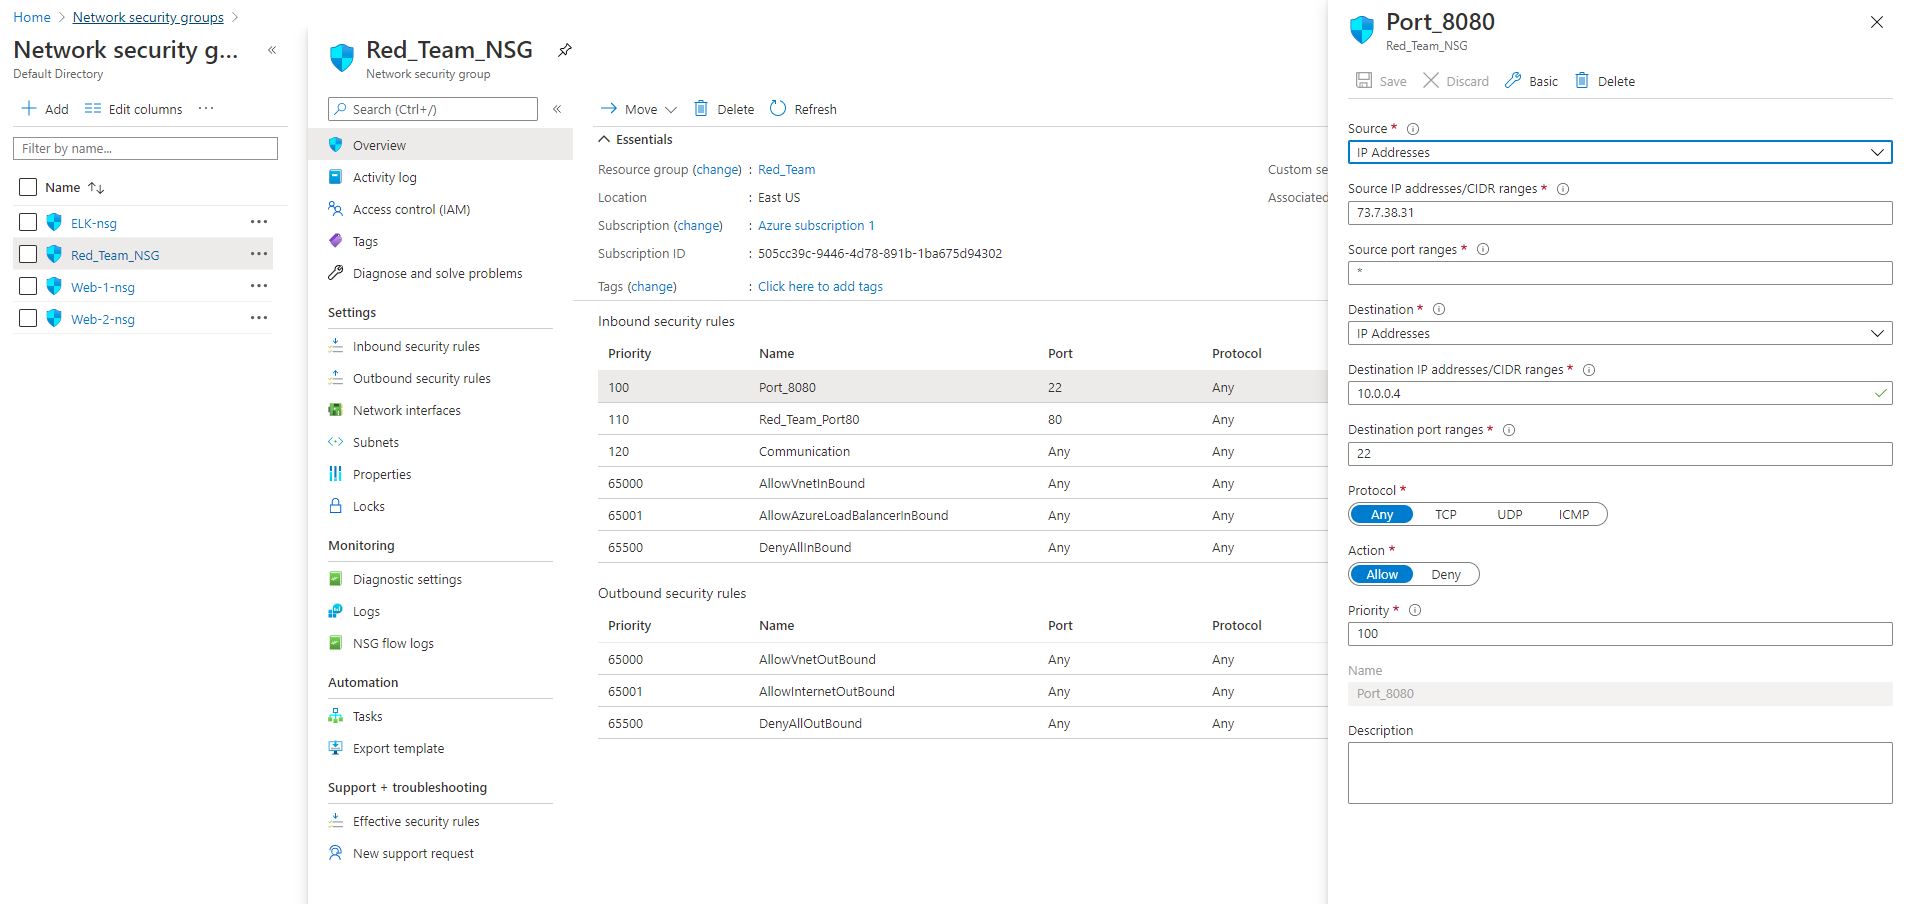 Home > Network security groups >
Network security g... «
Default Directory
+ Add Edit columns ...
Filter by name...
Name ↑↓
ELK-nsg ...
Red_Team_NSG ...
Web-1-nsg ...
Web-2-nsg ...
Red_Team_NSG
Network security group
Search (Ctrl+/) «
Overview
Activity log
Access control (IAM)
Tags
Diagnose and solve problems
Settings
Inbound security rules
Outbound security rules
Network interfaces
Subnets
Properties
Locks
Monitoring
Diagnostic settings
Logs
NSG flow logs
Automation
Tasks
Export template
Support + troubleshooting
Effective security rules
New support request
Move Delete Refresh
Essentials
Resource group (change) : Red_Team Custom se
Location : East US Associated
Subscription (change) : Azure subscription 1
Subscription ID : 505cc39c-9446-4d78-891b-1ba675d94302
Tags (change) : Click here to add tags
Inbound security rules
Priority Name Port Protocol
100 Port_8080 22 Any
110 Red_Team_Port80 80 Any
120 Communication Any Any
65000 AllowVnetInBound Any Any
65001 AllowAzureLoadBalancerInBound Any Any
65500 DenyAllInBound Any Any
Outbound security rules
Priority Name Port Protocol
65000 AllowVnetOutBound Any Any
65001 AllowInternetOutBound Any Any
65500 DenyAllOutBound Any Any
Port_8080
Red_Team_NSG
Save Discard Basic Delete
Source *
IP Addresses
Source IP addresses/CIDR ranges *
73.7.38.31
Source port ranges *
*
Destination *
IP Addresses
Destination IP addresses/CIDR ranges *
10.0.0.4
Destination port ranges *
22
Protocol *
Any TCP UDP ICMP
Action *
Allow Deny
Priority *
100
Name
Port_8080
Description